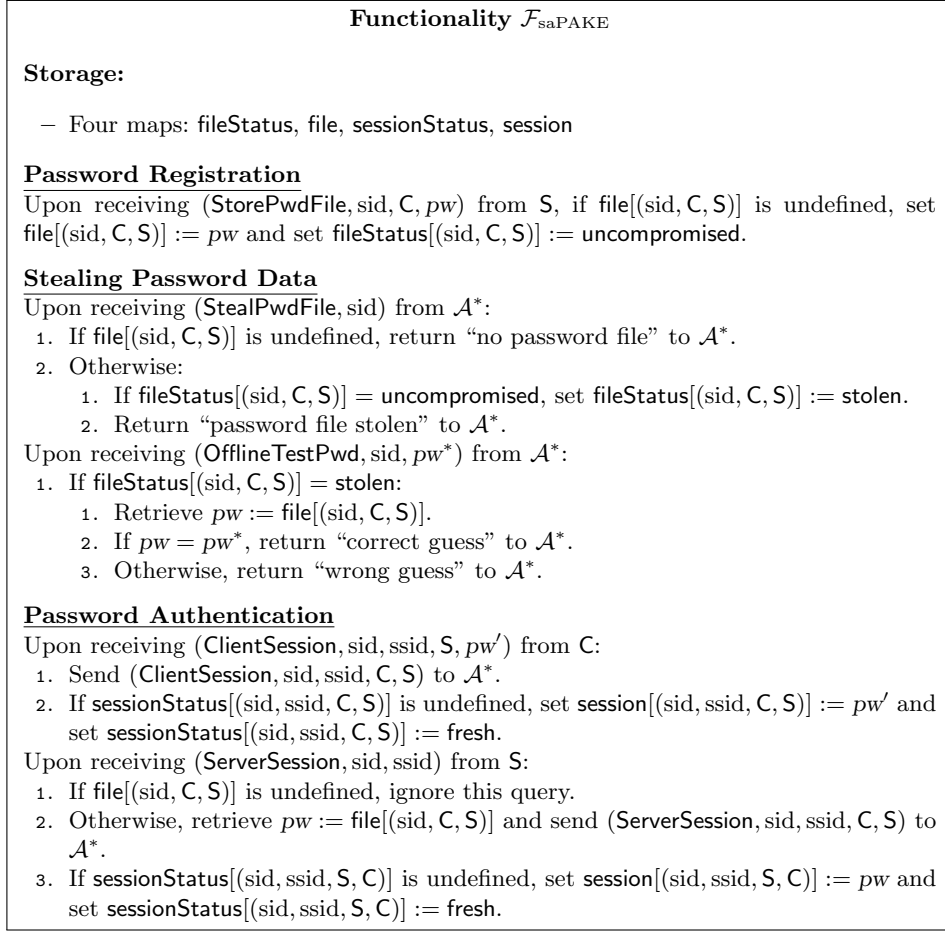 Functionality 𝓕saPAKE
Storage:
– Four maps: fileStatus, file, sessionStatus, session
Password Registration
Upon receiving (StorePwdFile, sid, C, pw) from S, if file[(sid, C, S)] is undefined, set
file[(sid, C, S)] := pw and set fileStatus[(sid, C, S)] := uncompromised.
Stealing Password Data
Upon receiving (StealPwdFile, sid) from 𝒜*:
1. If file[(sid, C, S)] is undefined, return “no password file” to 𝒜*.
2. Otherwise:
1. If fileStatus[(sid, C, S)] = uncompromised, set fileStatus[(sid, C, S)] := stolen.
2. Return “password file stolen” to 𝒜*.
Upon receiving (OfflineTestPwd, sid, pw*) from 𝒜*:
1. If fileStatus[(sid, C, S)] = stolen:
1. Retrieve pw := file[(sid, C, S)].
2. If pw = pw*, return “correct guess” to 𝒜*.
3. Otherwise, return “wrong guess” to 𝒜*.
Password Authentication
Upon receiving (ClientSession, sid, ssid, S, pw′) from C:
1. Send (ClientSession, sid, ssid, C, S) to 𝒜*.
2. If sessionStatus[(sid, ssid, C, S)] is undefined, set session[(sid, ssid, C, S)] := pw′ and
set sessionStatus[(sid, ssid, C, S)] := fresh.
Upon receiving (ServerSession, sid, ssid) from S:
1. If file[(sid, C, S)] is undefined, ignore this query.
2. Otherwise, retrieve pw := file[(sid, C, S)] and send (ServerSession, sid, ssid, C, S) to
𝒜*.
3. If sessionStatus[(sid, ssid, S, C)] is undefined, set session[(sid, ssid, S, C)] := pw and
set sessionStatus[(sid, ssid, S, C)] := fresh.